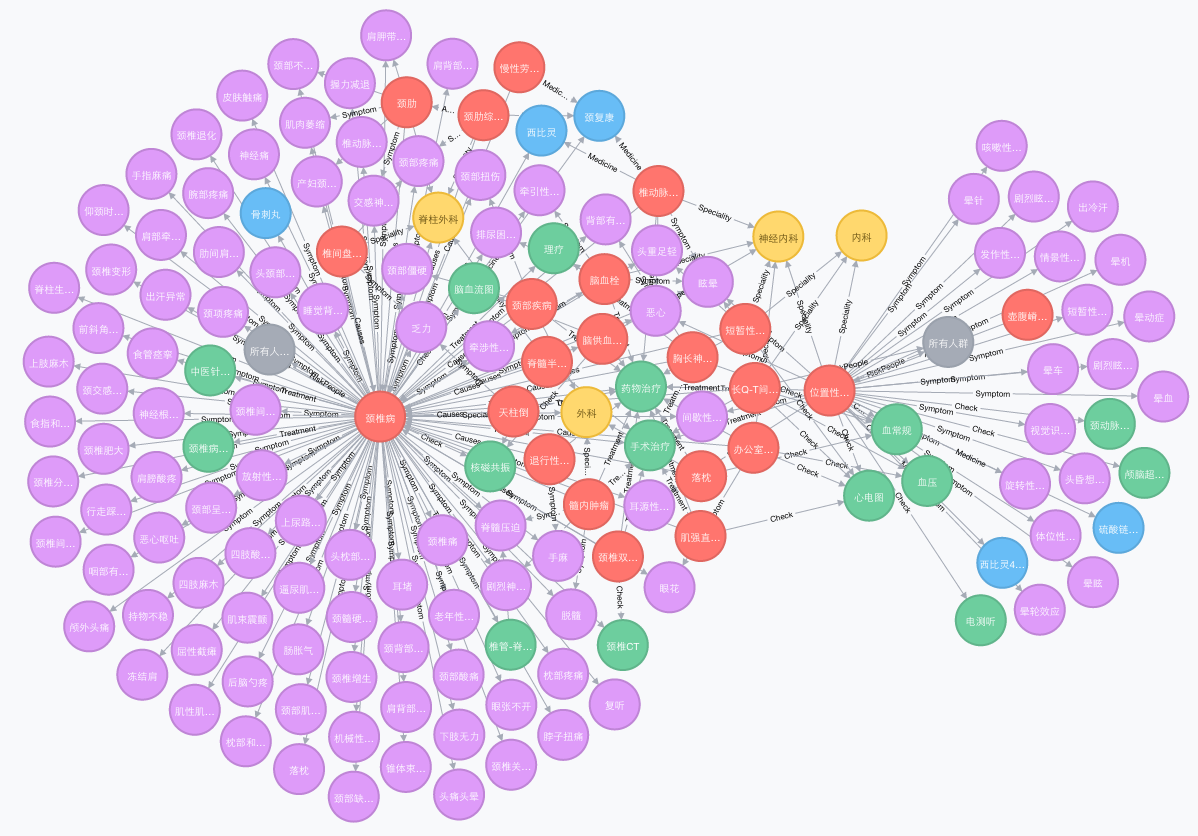 肩胛带...
颈部不...
肩背部...
慢性劳...
握力减退
皮肤触痛
颈肋
颈肋综...
颈复康
西比灵
肌肉萎缩
颈椎退化
椎动脉...
神经痛
颈部疼痛
手指麻痛
产妇颈...
颈部扭伤
牵引性...
椎动脉...
腕部疼痛
交感神...
仰颈时...
骨刺丸
脊柱外科
背部有...
肩部牵...
排尿困...
神经内科
内科
理疗
头重足轻
肋间肩...
椎间盘...
颈椎变形
头颈部...
颈部僵硬
脑血栓
眩晕
脊柱生...
出汗异常
脑血流图
颈部疾病
恶心
前斜角...
颈项疼痛
睡觉背...
乏力
脑供血...
短暂性...
食管痉挛
所有人...
牵涉性...
上肢麻木
中医针...
脊髓半...
胸长神...
颈交感...
药物治疗
长Q-T间...
位置性...
食指和...
神经根...
颈椎间...
颈椎病
天柱倒
外科
间歇性...
颈椎肥大
颈椎病...
手术治疗
办公室...
血常规
颈椎分...
肩膀酸疼
放射性...
核磁共振
退行性...
落枕
血压
心电图
行走踩...
颈部呈...
髓内肿瘤
耳源性...
上尿路...
脊髓压迫
肌强直...
颈椎间...
恶心呕吐
颈椎痛
四肢酸...
头枕部...
手麻
颈椎双...
咽部有...
四肢麻木
逼尿肌...
耳堵
剧烈神...
眼花
颅外头痛
持物不稳
肌束震颤
颈髓硬...
老年性...
脱髓
屈性截瘫
肠胀气
颈背部...
椎管-脊...
颈椎CT
冻结肩
后脑勺疼
颈椎增生
颈部酸痛
枕部疼痛
肌性肌...
颈部肌...
肩背部...
眼张不开
复听
枕部和...
机械性...
下肢无力
脖子扭痛
落枕
锥体束...
颈椎关...
颈部缺...
头痛头晕
咳嗽性...
晕针
剧烈眩...
出冷汗
发作性...
情景性...
晕机
壶腹嵴...
短暂性...
晕动症
所有人群
晕车
剧烈眩...
晕血
视觉识...
颈动脉...
旋转性...
头昏想...
颅脑超...
体位性...
硫酸链...
西比灵4...
晕眩
晕轮效应
电测听
Symptom
Medic...
Medicine
Speciality
Check
Treatment
Causes
People
RiskPeople